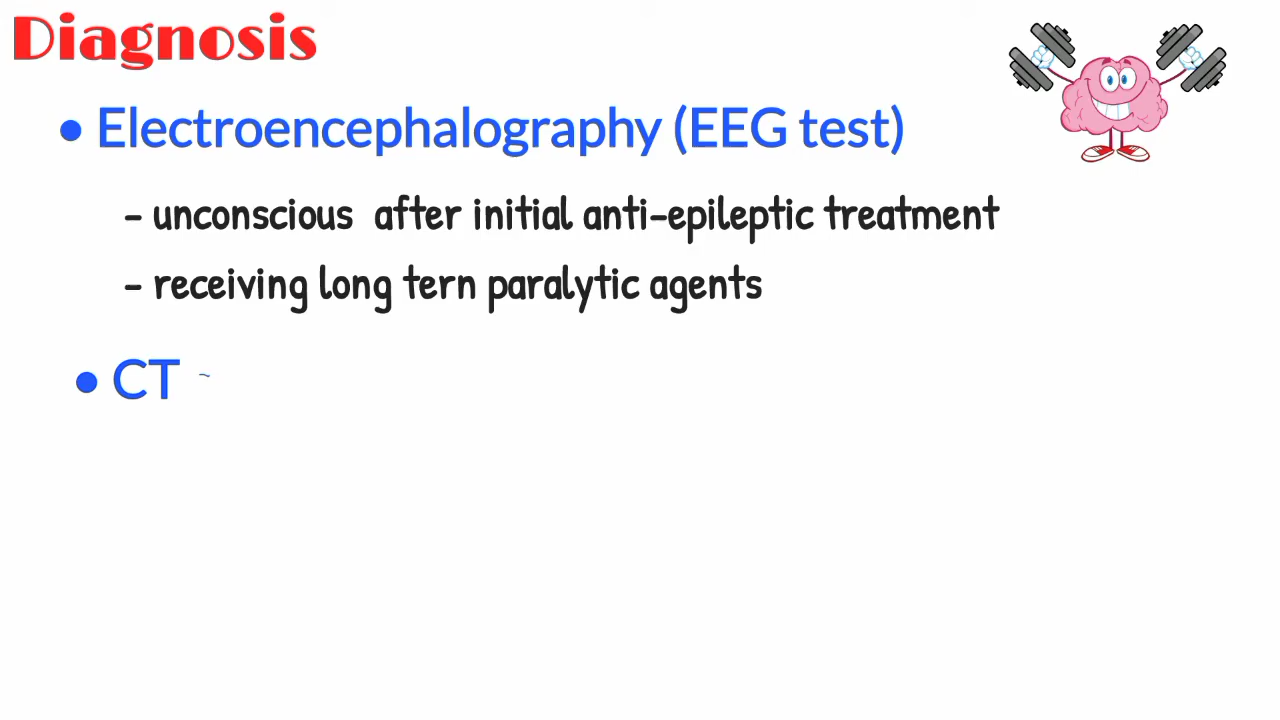 Diagnosis
• Electroencephalography (EEG test)
- unconscious after initial anti-epileptic treatment
- receiving long tern paralytic agents
• CT